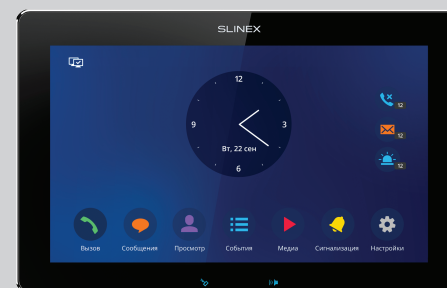 SLINEX
12
9
3
Вт, 22 сен
6
12
12
12
Вызов
Сообщения
Просмотр
События
Медиа
Сигнализация
Настройки